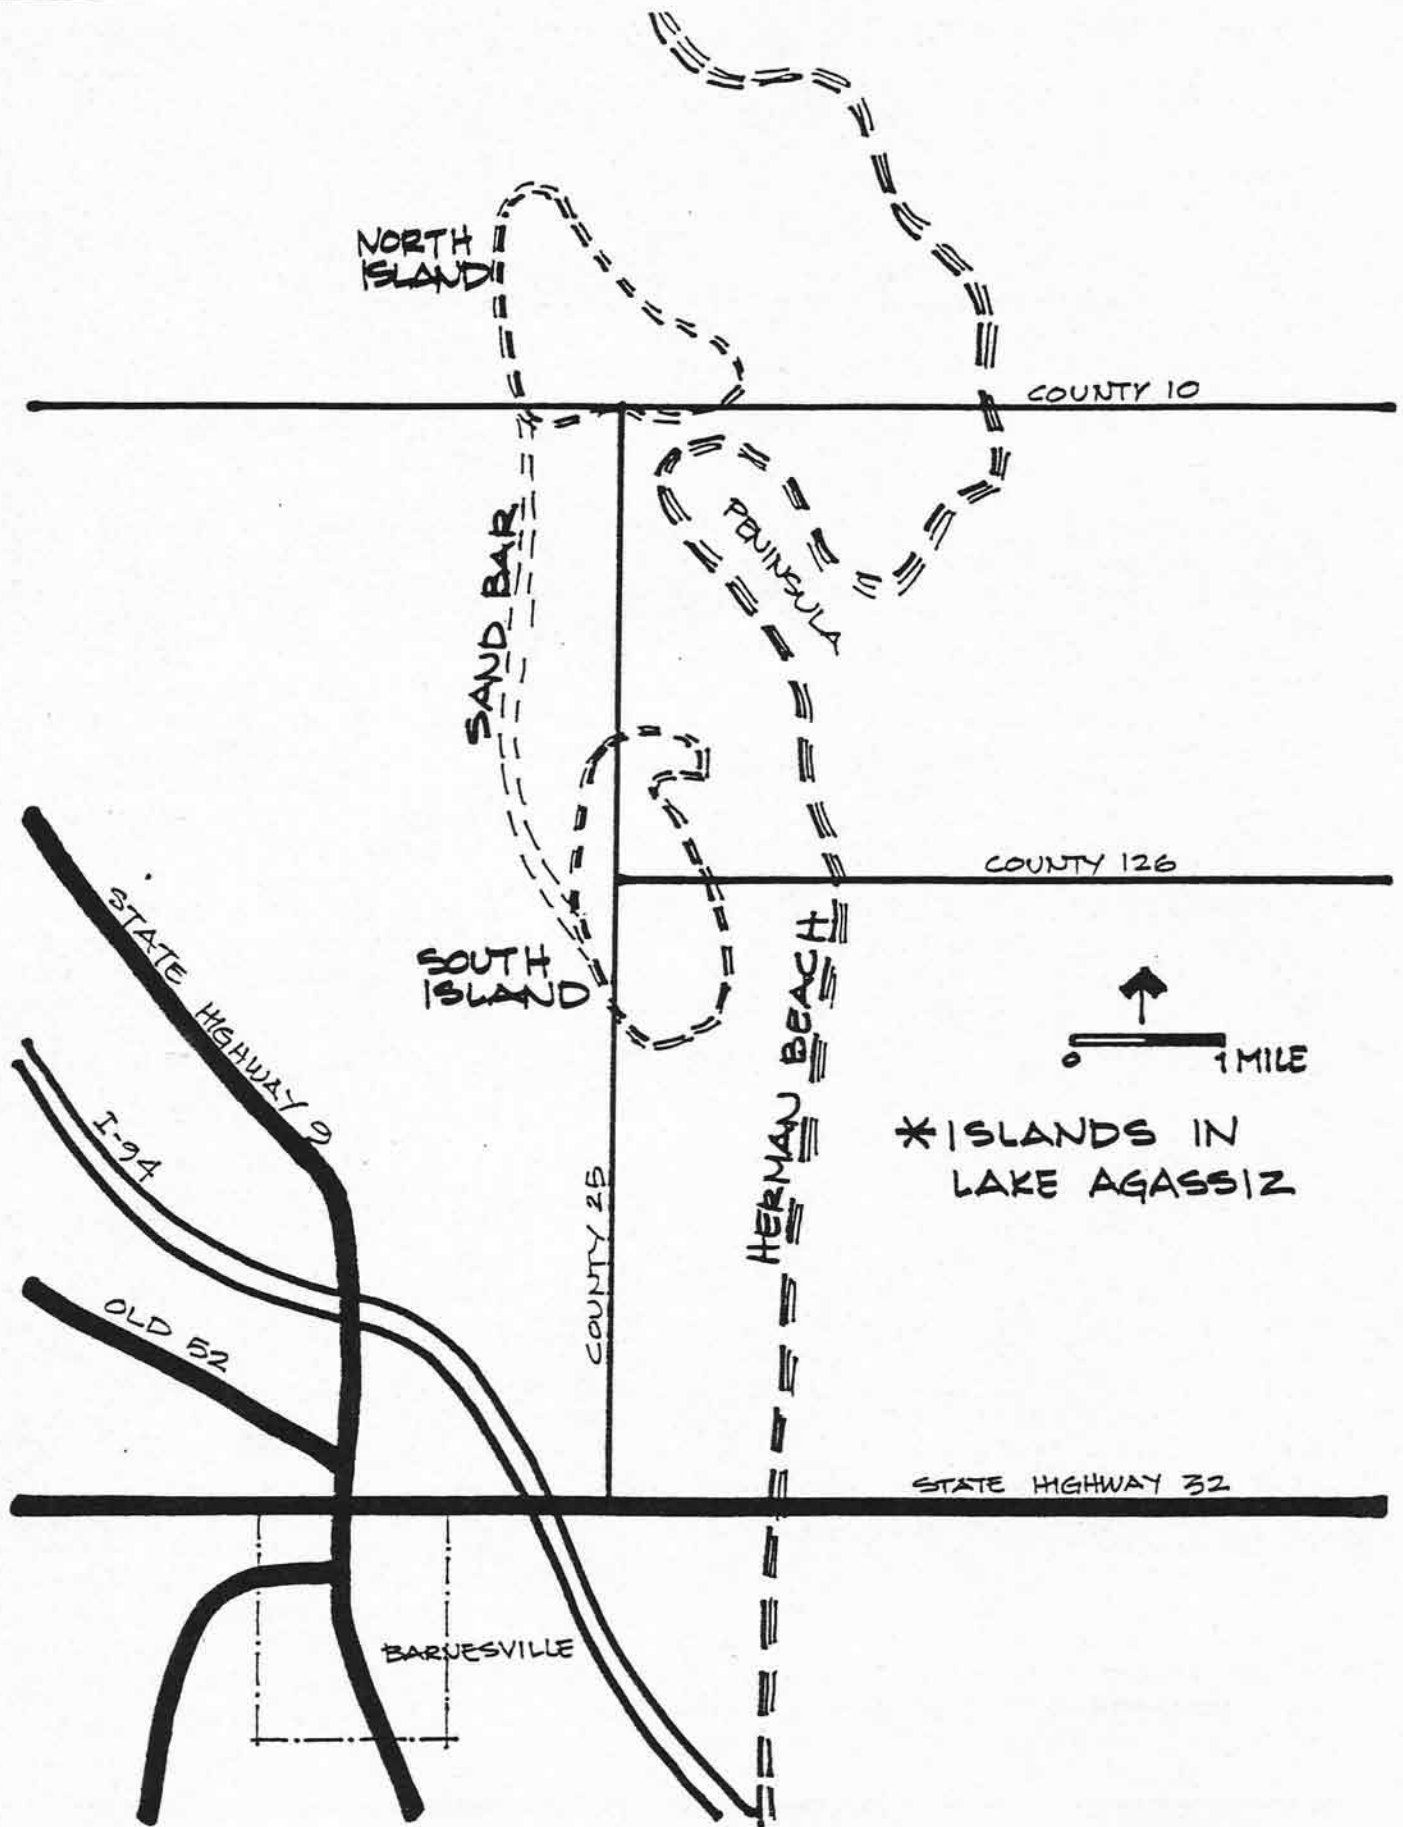 NORTH
ISLAND
COUNTY 10
PENINSULA
SAND BAR
COUNTY 126
STATE HIGHWAY 9
SOUTH
ISLAND
HERMAN BEACH
0 1 MILE
I-94
* ISLANDS IN
LAKE AGASSIZ
COUNTY 25
OLD 52
STATE HIGHWAY 32
BARNESVILLE